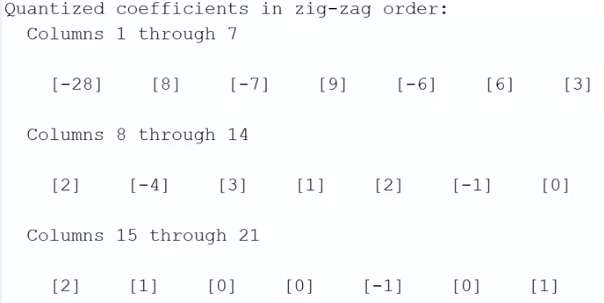 Quantized coefficients in zig-zag order:
Columns 1 through 7
[-28] [8] [-7] [9] [-6] [6] [3]
Columns 8 through 14
[2] [-4] [3] [1] [2] [-1] [0]
Columns 15 through 21
[2] [1] [0] [0] [-1] [0] [1]